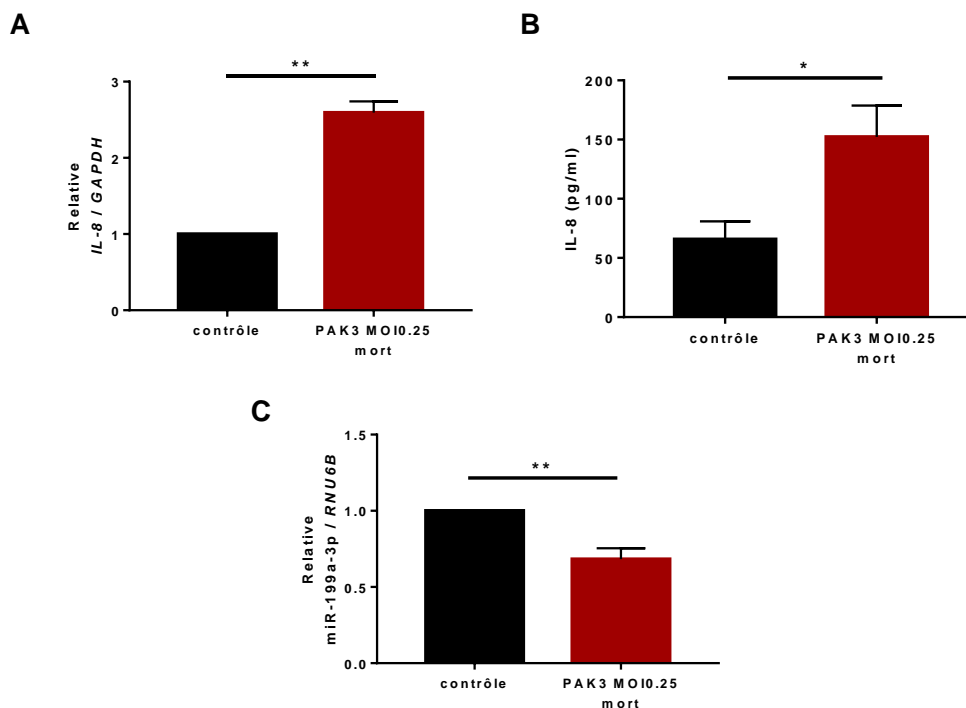 A
**
3
2
1
0
Relative
IL-8 / GAPDH
contrôle
PAK3 MOI0.25
mort
B
*
200
150
100
50
0
IL-8 (pg/ml)
contrôle
PAK3 MOI0.25
mort
C
**
1.5
1.0
0.5
0.0
Relative
miR-199a-3p / RNU6B
contrôle
PAK3 MOI0.25
mort